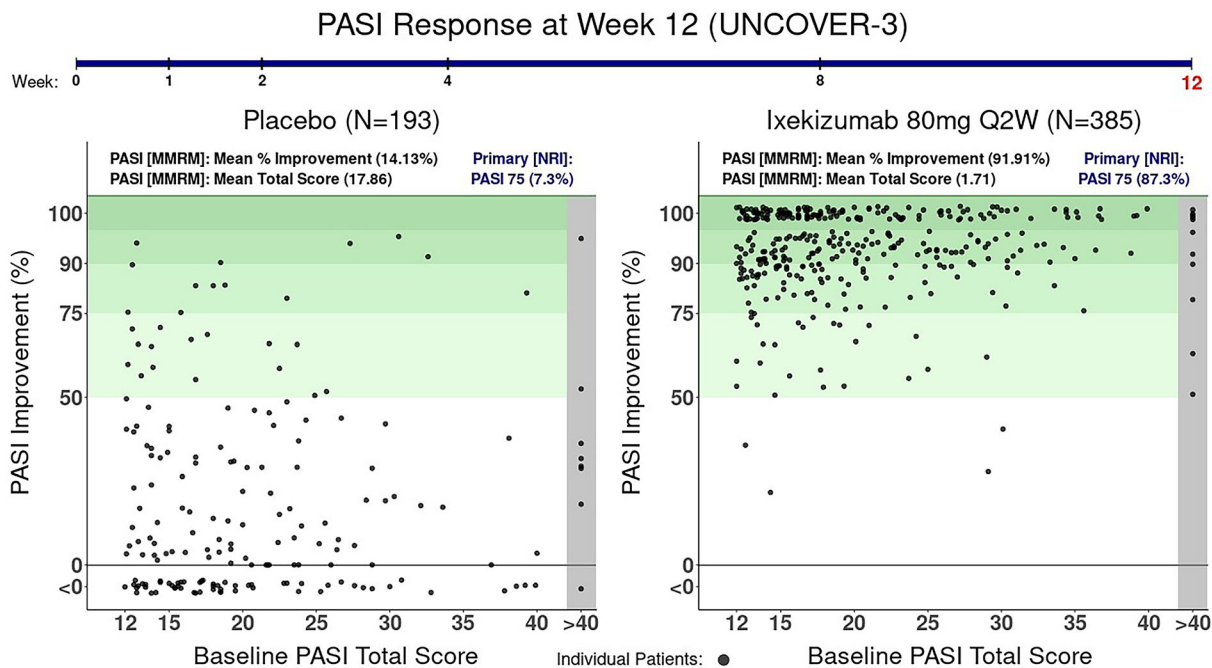 PASI Response at Week 12 (UNCOVER-3)
Week: 0 1 2 4 8 12
Placebo (N=193)
PASI [MMRM]: Mean % Improvement (14.13%)
PASI [MMRM]: Mean Total Score (17.86)
Primary [NRI]:
PASI 75 (7.3%)
PASI Improvement (%)
100
90
75
50
0
<0
12 15 20 25 30 35 40 >40
Baseline PASI Total Score
Ixekizumab 80mg Q2W (N=385)
PASI [MMRM]: Mean % Improvement (91.91%)
PASI [MMRM]: Mean Total Score (1.71)
Primary [NRI]:
PASI 75 (87.3%)
PASI Improvement (%)
100
90
75
50
0
<0
12 15 20 25 30 35 40 >40
Baseline PASI Total Score
Individual Patients: